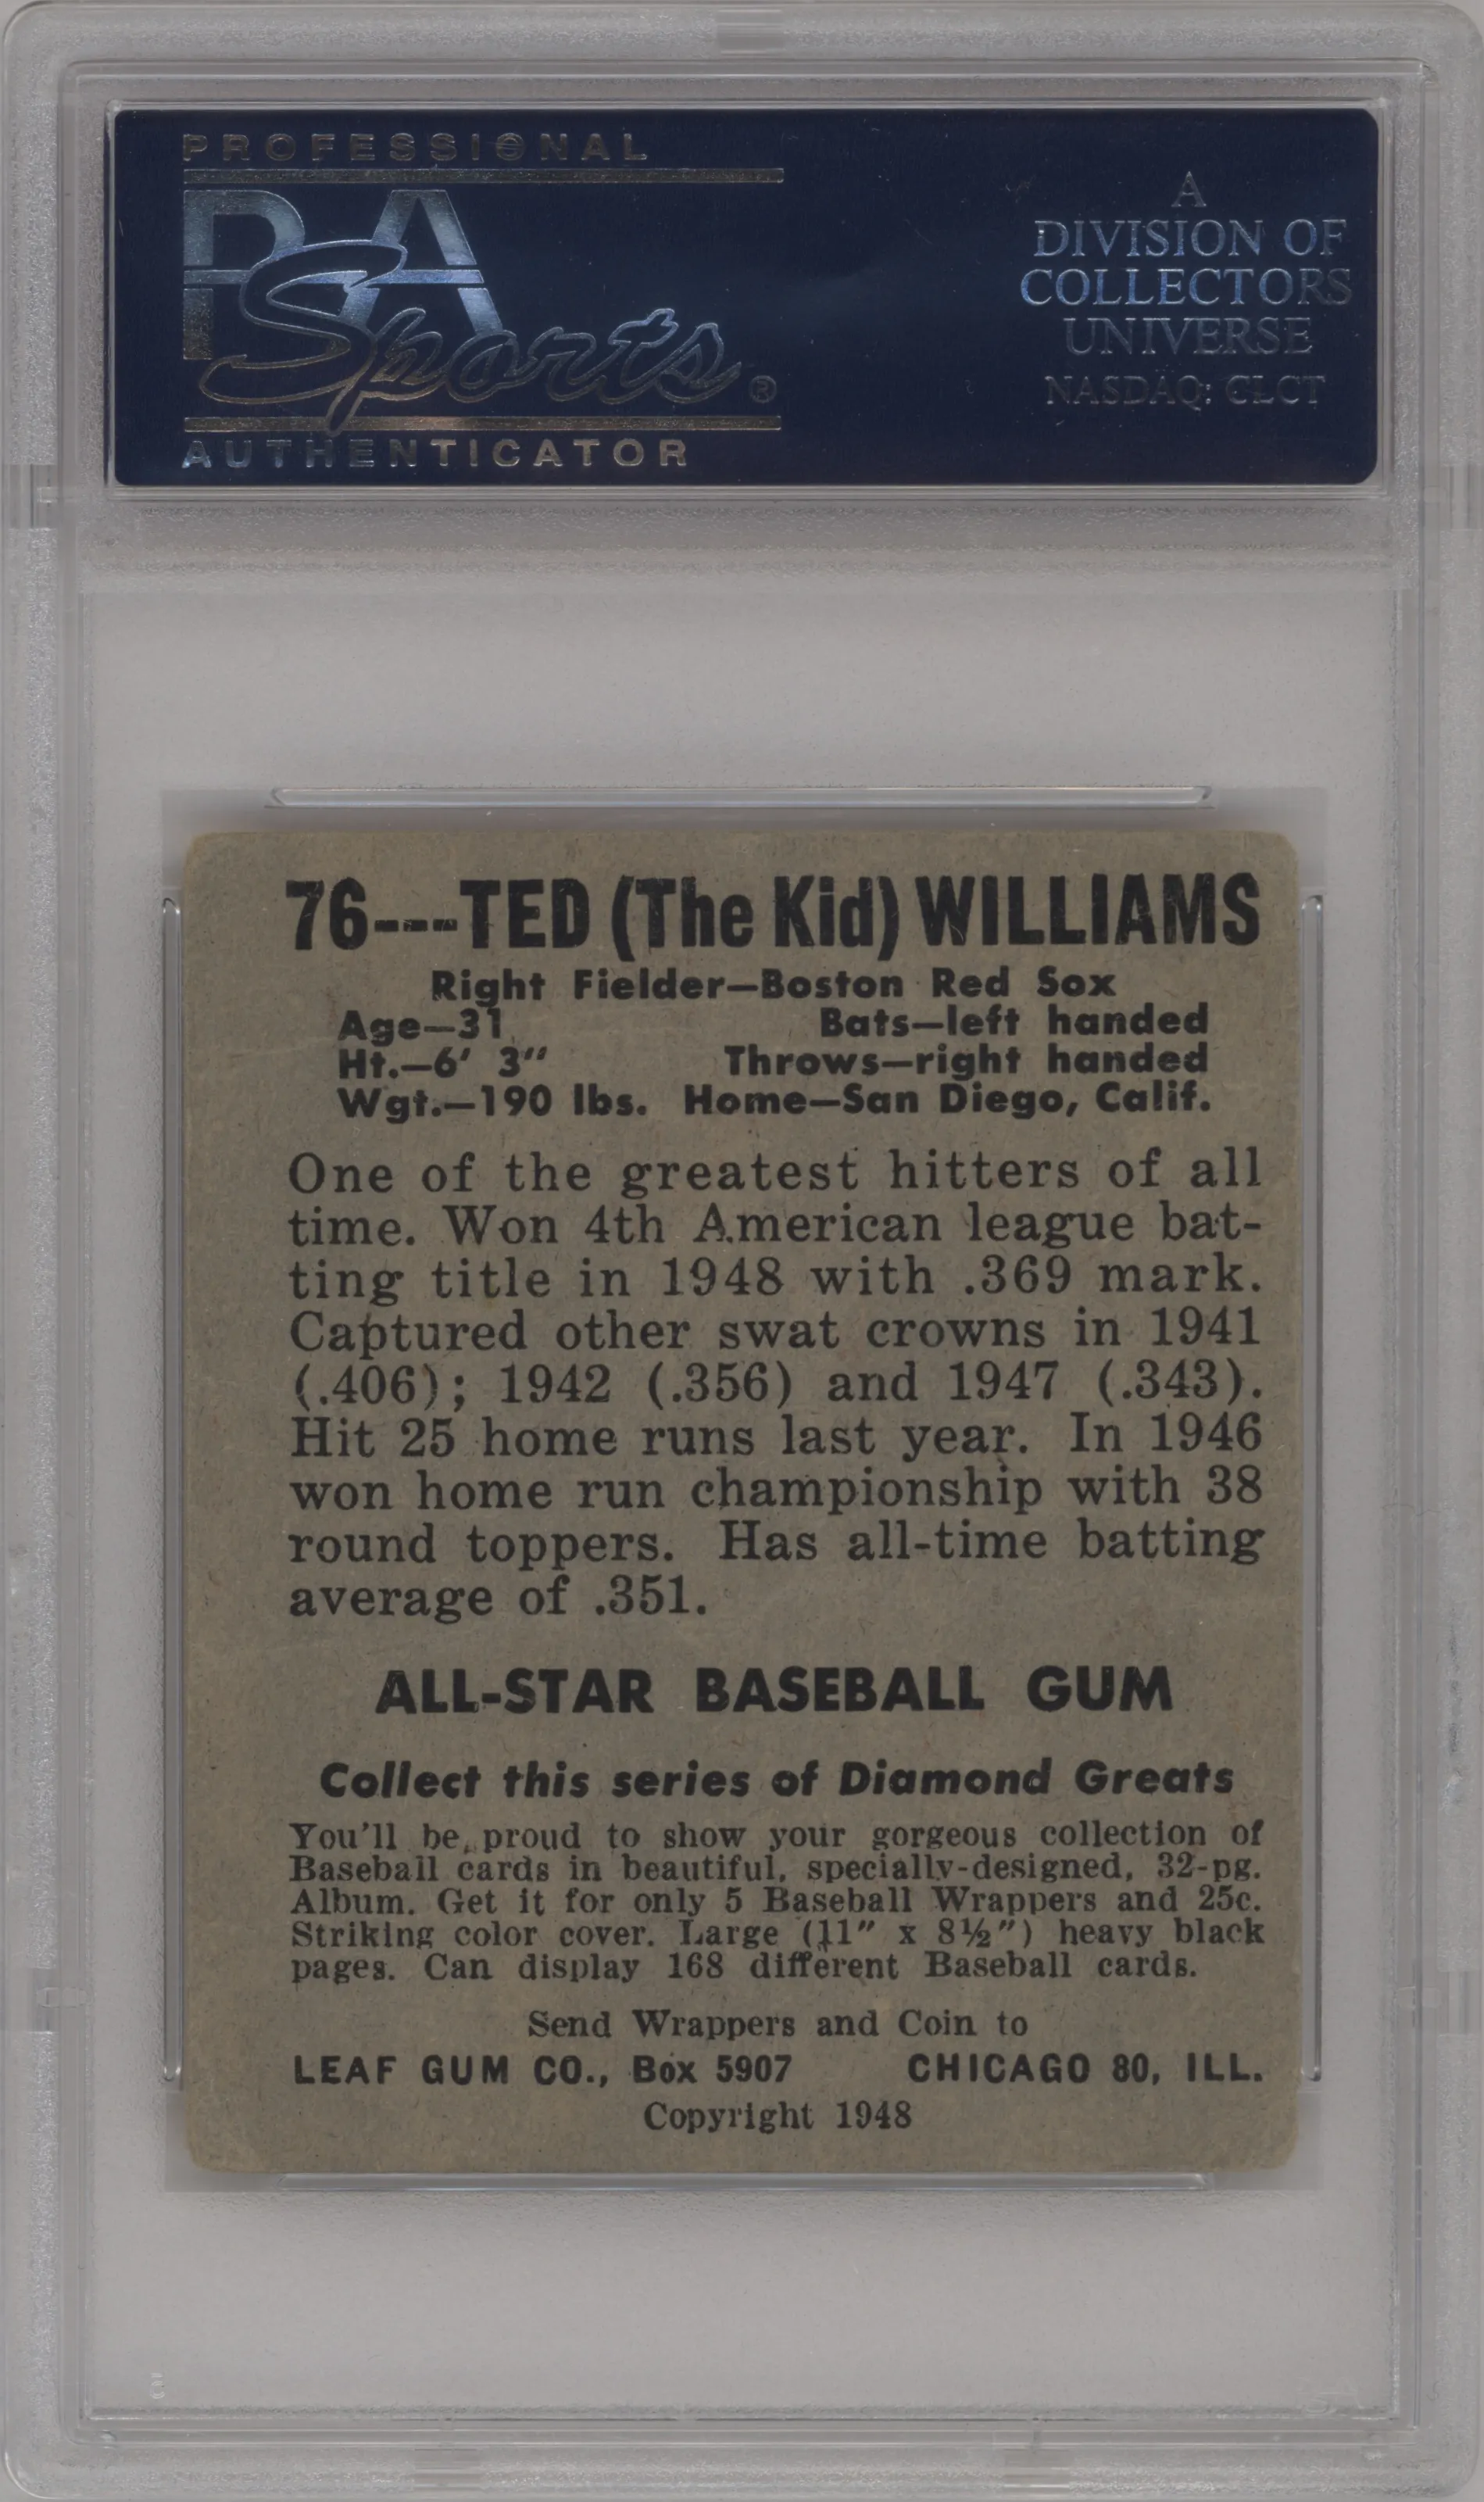 PROFESSIONAL
PSA
Sports ®
AUTHENTICATOR
A
DIVISION OF
COLLECTORS
UNIVERSE
NASDAQ: CLCT
76---TED (The Kid) WILLIAMS
Right Fielder—Boston Red Sox
Age—31 Bats—left handed
Ht.—6' 3" Throws—right handed
Wgt.—190 lbs. Home—San Diego, Calif.
One of the greatest hitters of all
time. Won 4th American league bat-
ting title in 1948 with .369 mark.
Captured other swat crowns in 1941
(.406); 1942 (.356) and 1947 (.343).
Hit 25 home runs last year. In 1946
won home run championship with 38
round toppers. Has all-time batting
average of .351.
ALL-STAR BASEBALL GUM
Collect this series of Diamond Greats
You'll be proud to show your gorgeous collection of
Baseball cards in beautiful, specially-designed, 32-pg.
Album. Get it for only 5 Baseball Wrappers and 25c.
Striking color cover. Large (11" x 8½") heavy black
pages. Can display 168 different Baseball cards.
Send Wrappers and Coin to
LEAF GUM CO., Box 5907 CHICAGO 80, ILL.
Copyright 1948